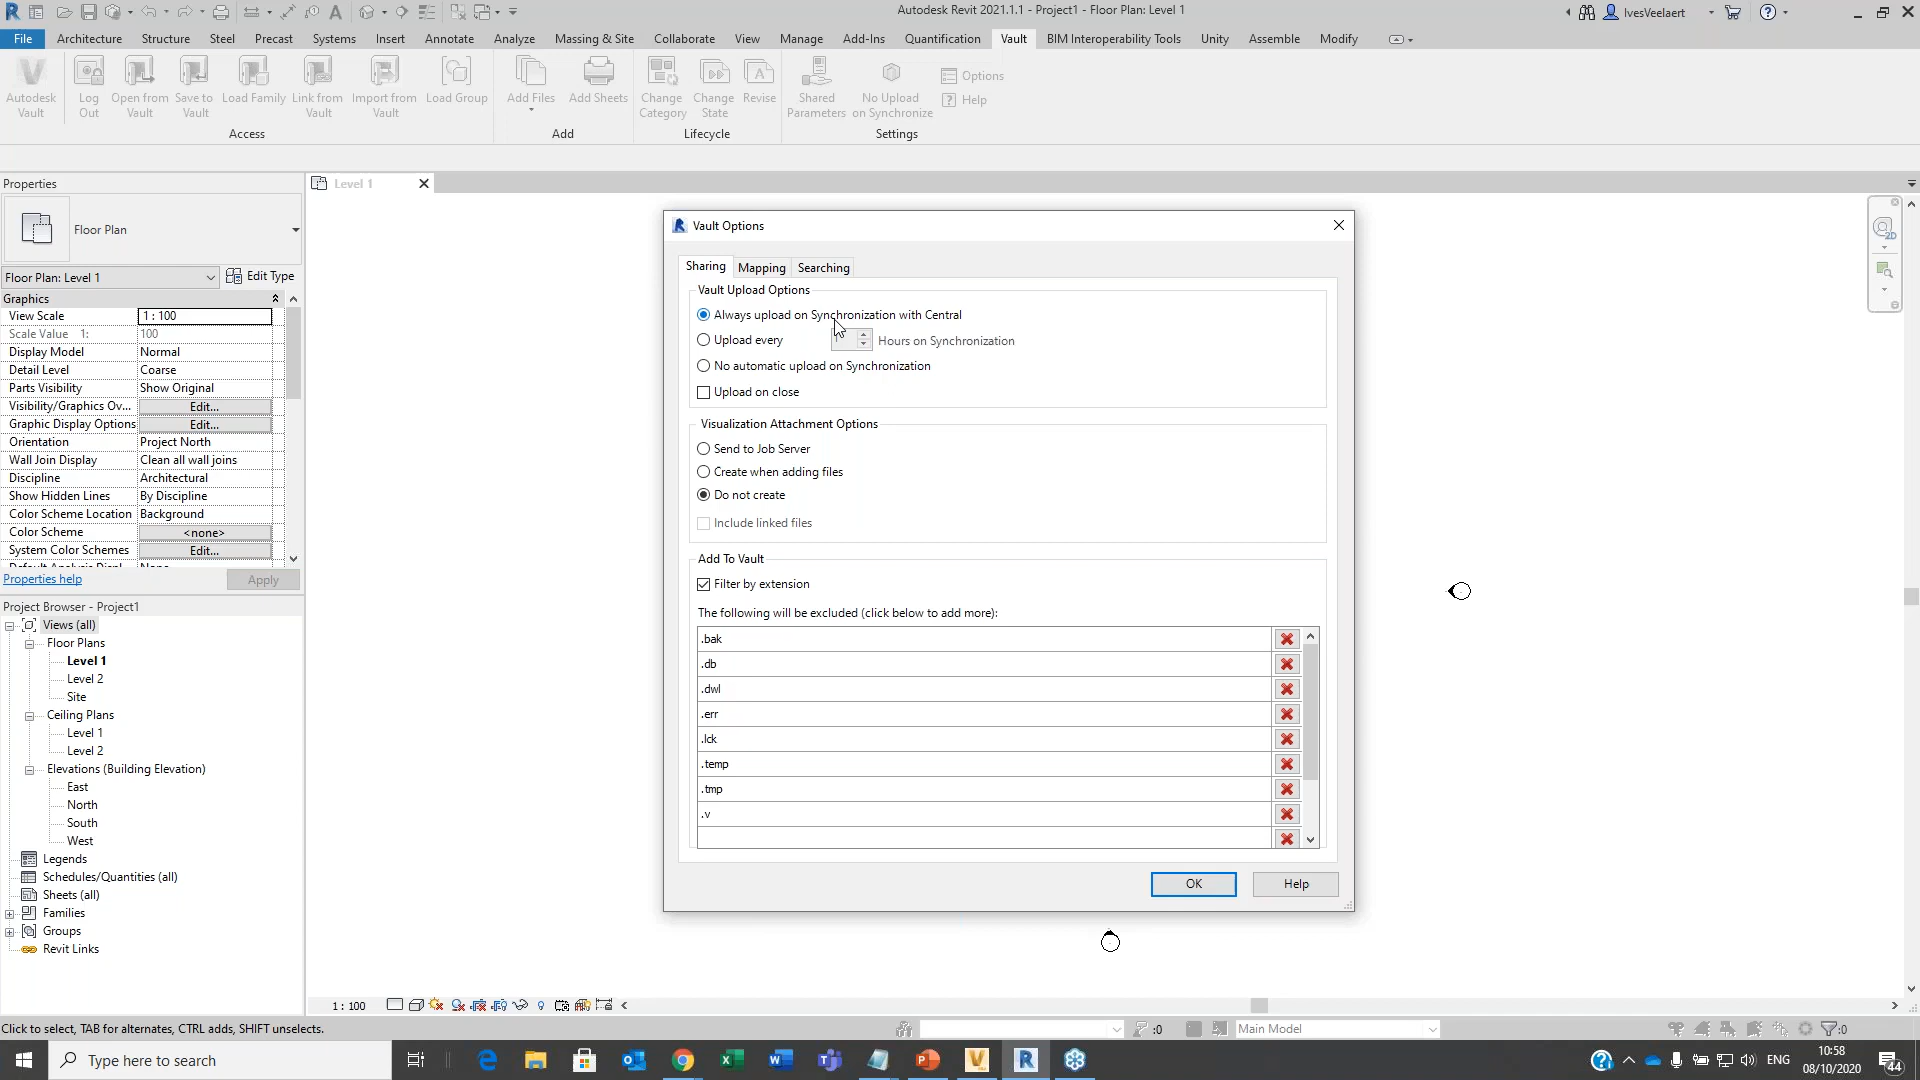 Autodesk Revit 2021.1.1 - Project1 - Floor Plan: Level 1
IvesVeelaert
File Architecture Structure Steel Precast Systems Insert Annotate Analyze Massing & Site Collaborate View Manage Add-Ins Quantification Vault BIM Interoperability Tools Unity Assemble Modify
Autodesk Vault
Log Out
Open from Vault
Save to Vault
Load Family
Link from Vault
Import from Vault
Load Group
Add Files
Add Sheets
Change Category
Change State
Revise
Shared Parameters
No Upload on Synchronize
Options
Help
Access
Add
Lifecycle
Settings
Properties
Level 1
Floor Plan
Floor Plan: Level 1
Edit Type
Graphics
View Scale 1 : 100
Scale Value 1: 100
Display Model Normal
Detail Level Coarse
Parts Visibility Show Original
Visibility/Graphics Ov... Edit...
Graphic Display Options Edit...
Orientation Project North
Wall Join Display Clean all wall joins
Discipline Architectural
Show Hidden Lines By Discipline
Color Scheme Location Background
Color Scheme <none>
System Color Schemes Edit...
Properties help
Apply
Project Browser - Project1
Views (all)
Floor Plans
Level 1
Level 2
Site
Ceiling Plans
Level 1
Level 2
Elevations (Building Elevation)
East
North
South
West
Legends
Schedules/Quantities (all)
Sheets (all)
Families
Groups
Revit Links
Vault Options
Sharing Mapping Searching
Vault Upload Options
Always upload on Synchronization with Central
Upload every Hours on Synchronization
No automatic upload on Synchronization
Upload on close
Visualization Attachment Options
Send to Job Server
Create when adding files
Do not create
Include linked files
Add To Vault
Filter by extension
The following will be excluded (click below to add more):
.bak
.db
.dwl
.err
.lck
.temp
.tmp
.v
OK
Help
2D
1 : 100
Click to select, TAB for alternates, CTRL adds, SHIFT unselects.
:0
Main Model
:0
Type here to search
ENG
10:58
08/10/2020
44